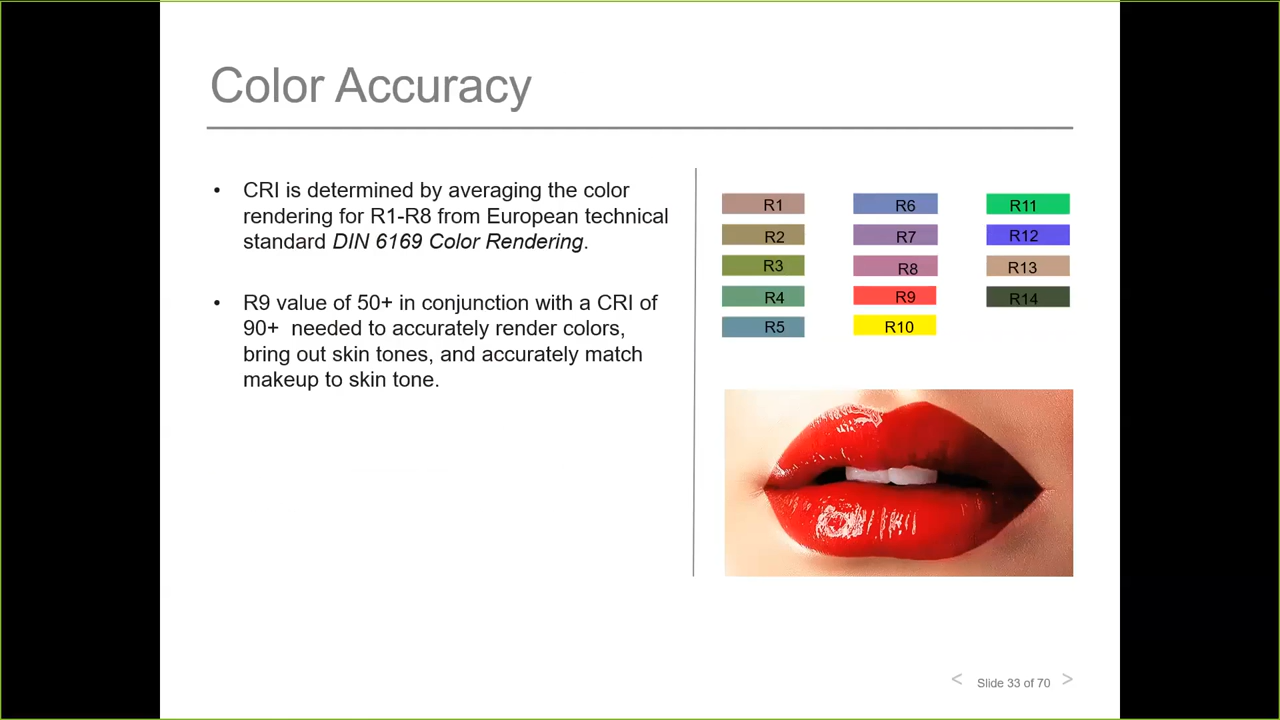 Color Accuracy
• CRI is determined by averaging the color
rendering for R1-R8 from European technical
standard DIN 6169 Color Rendering.
• R9 value of 50+ in conjunction with a CRI of
90+  needed to accurately render colors,
bring out skin tones, and accurately match
makeup to skin tone.
R1
R2
R3
R4
R5
R6
R7
R8
R9
R10
R11
R12
R13
R14
< Slide 33 of 70 >